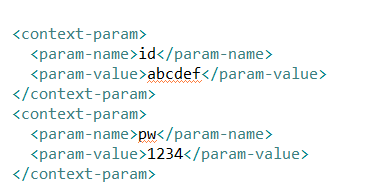 <context-param>
  <param-name>id</param-name>
  <param-value>abcdef</param-value>
</context-param>
<context-param>
  <param-name>pw</param-name>
  <param-value>1234</param-value>
</context-param>